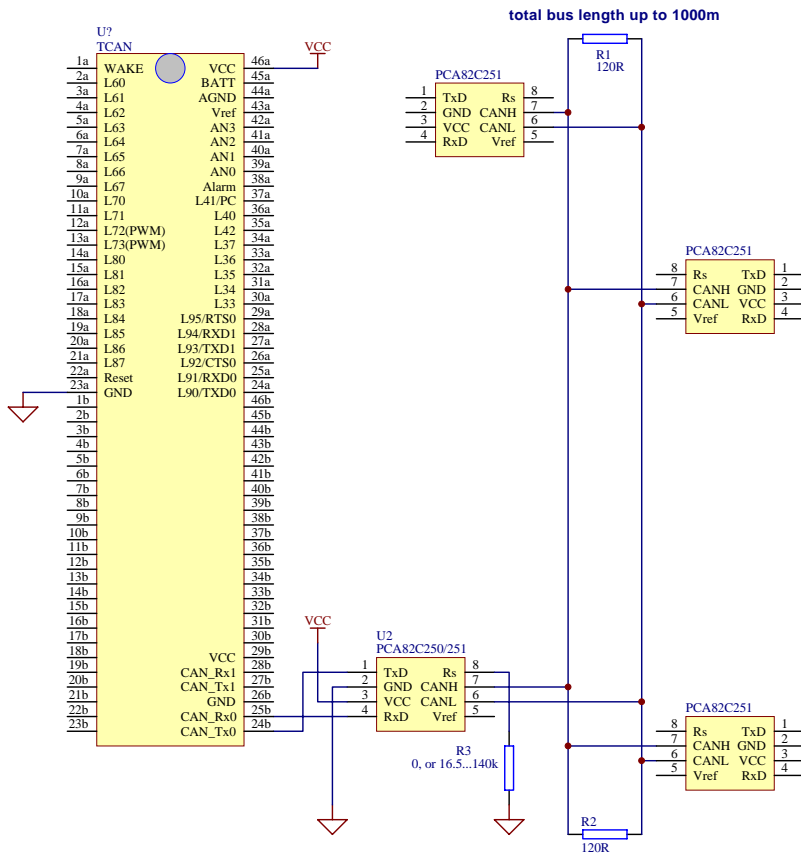 total bus length up to 1000m
U?
TCAN
1a WAKE VCC 46a VCC
2a L60 BATT 45a
3a L61 AGND 44a
4a L62 Vref 43a
5a L63 AN3 42a
6a L64 AN2 41a
7a L65 AN1 40a
8a L66 AN0 39a
9a L67 Alarm 38a
10a L70 L41/PC 37a
11a L71 L40 36a
12a L72(PWM) L42 35a
13a L73(PWM) L37 34a
14a L80 L36 33a
15a L81 L35 32a
16a L82 L34 31a
17a L83 L33 30a
18a L84 L95/RTS0 29a
19a L85 L94/RXD1 28a
20a L86 L93/TXD1 27a
21a L87 L92/CTS0 26a
22a Reset L91/RXD0 25a
23a GND L90/TXD0 24a
1b 46b
2b 45b
3b 44b
4b 43b
5b 42b
6b 41b
7b 40b
8b 39b
9b 38b
10b 37b
11b 36b
12b 35b
13b 34b
14b 33b
15b 32b
16b 31b
17b 30b
18b VCC 29b
19b CAN_Rx1 28b
20b CAN_Tx1 27b
21b GND 26b
22b CAN_Rx0 25b
23b CAN_Tx0 24b
R1
120R
PCA82C251
1 TxD Rs 8
2 GND CANH 7
3 VCC CANL 6
4 RxD Vref 5
PCA82C251
8 Rs TxD 1
7 CANH GND 2
6 CANL VCC 3
5 Vref RxD 4
VCC
U2
PCA82C250/251
1 TxD Rs 8
2 GND CANH 7
3 VCC CANL 6
4 RxD Vref 5
R3
0, or 16.5...140k
PCA82C251
8 Rs TxD 1
7 CANH GND 2
6 CANL VCC 3
5 Vref RxD 4
R2
120R